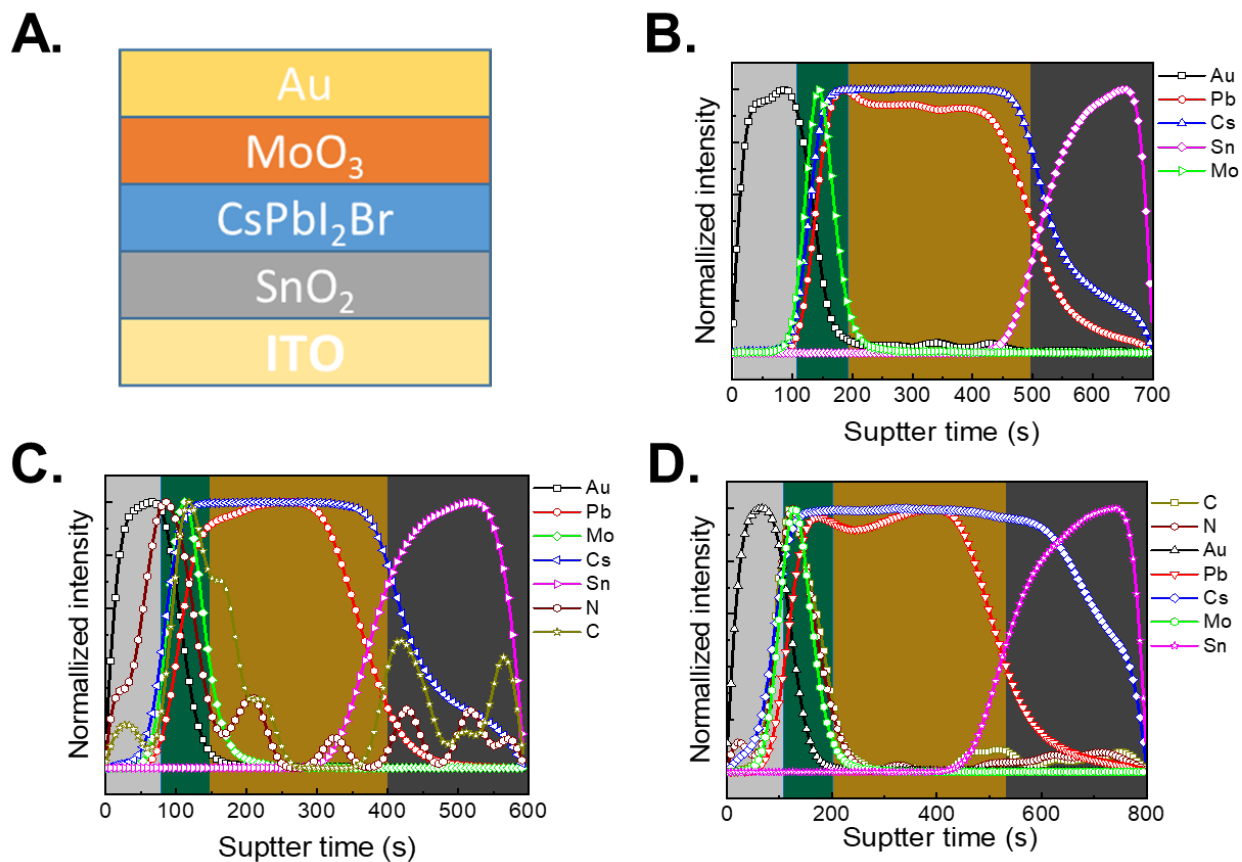 A.
Au
MoO₃
CsPbI₂Br
SnO₂
ITO
B.
Normallized intensity
Au
Pb
Cs
Sn
Mo
0 100 200 300 400 500 600 700
Suptter time (s)
C.
Normallized intensity
Au
Pb
Mo
Cs
Sn
N
C
0 100 200 300 400 500 600
Suptter time (s)
D.
Normallized intensity
C
N
Au
Pb
Cs
Mo
Sn
0 200 400 600 800
Suptter time (s)